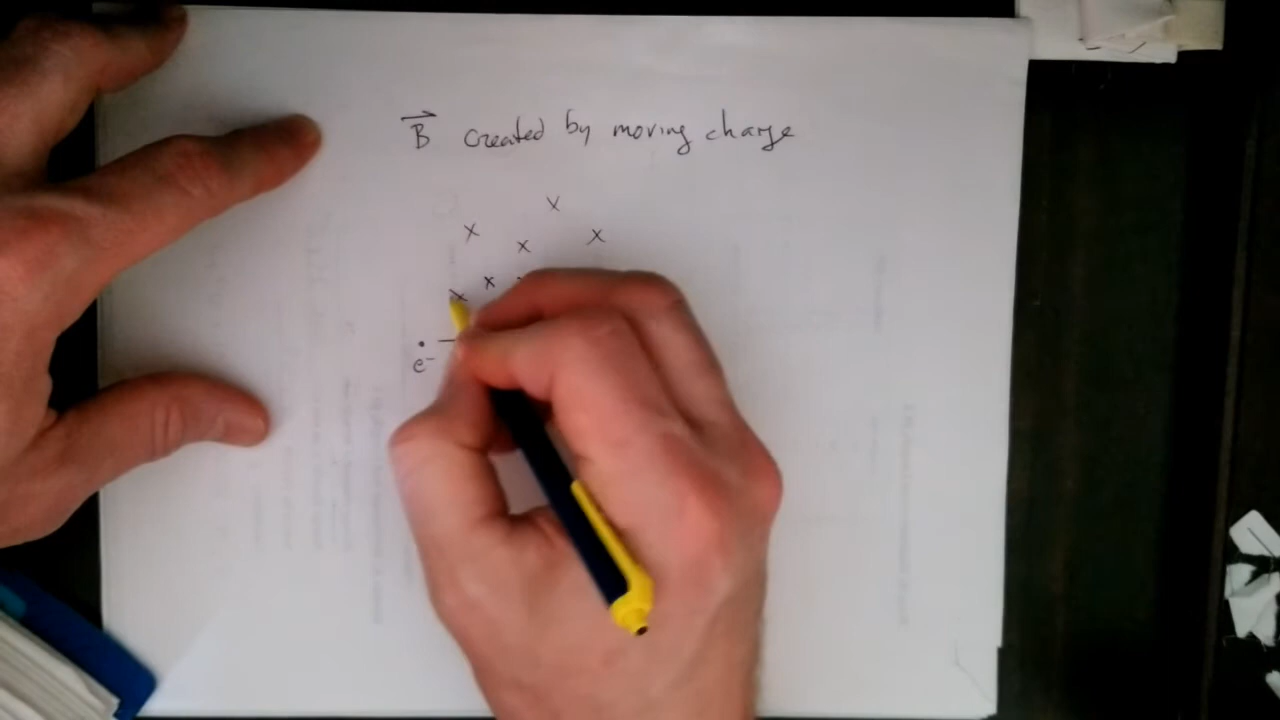 B⃗ created by moving charge
x
x x x
x
x
e⁻